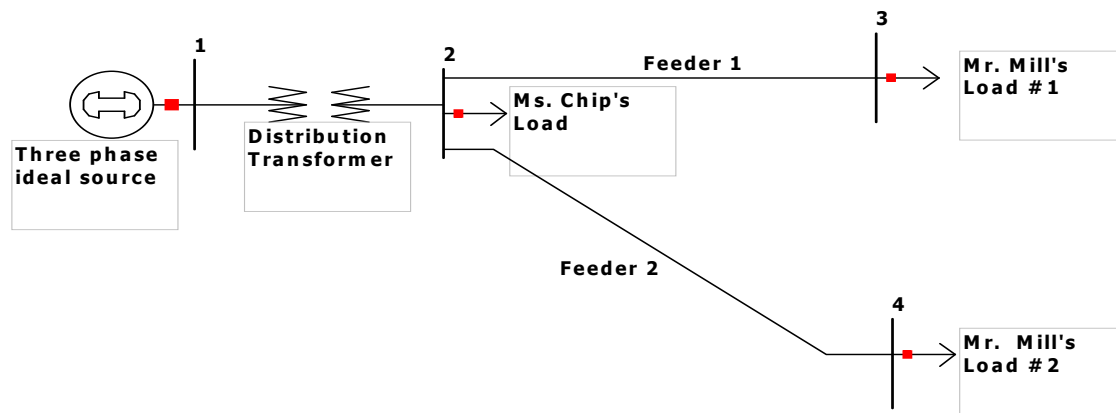 1
2
3
4
Three phase
ideal source
Distribution
Transformer
Ms. Chip's
Load
Feeder 1
Feeder 2
Mr. Mill's
Load #1
Mr. Mill's
Load #2